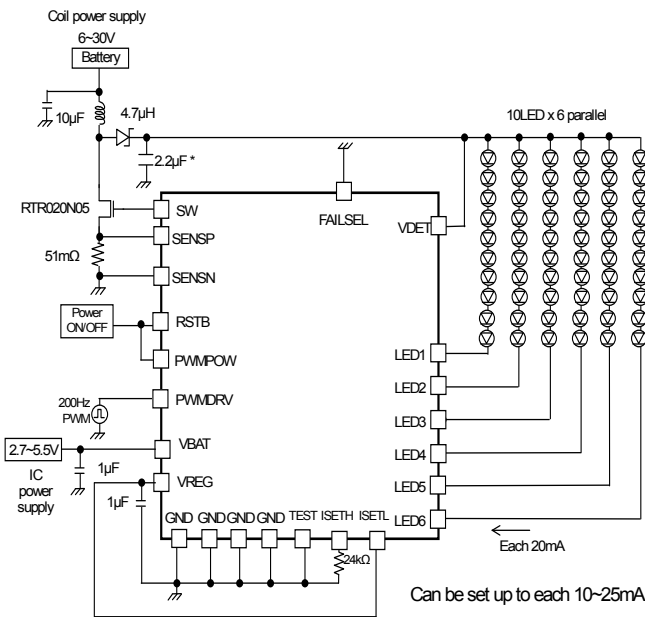 Coil power supply
6~30V
Battery
10µF
4.7µH
2.2µF *
10LED x 6 parallel
RTR020N05
SW
FAILSEL
VDET
SENSP
51mΩ
SENSN
Power
ON/OFF
RSTB
PWMPOW
LED1
LED2
200Hz
PWM
PWMDRV
LED3
2.7~5.5V
VBAT
LED4
IC
power
supply
1µF
VREG
LED5
1µF
GND
GND
GND
GND
TEST
ISETH
ISETL
LED6
24kΩ
Each 20mA
Can be set up to each 10~25mA